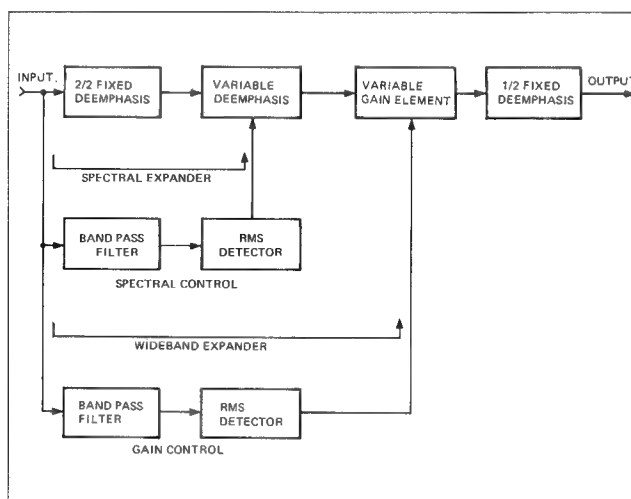 INPUT.
2/2 FIXED
DEEMPHASIS
VARIABLE
DEEMPHASIS
VARIABLE
GAIN ELEMENT
1/2 FIXED
DEEMPHASIS
OUTPUT
SPECTRAL EXPANDER
BAND PASS
FILTER
RMS
DETECTOR
SPECTRAL CONTROL
WIDEBAND EXPANDER
BAND PASS
FILTER
RMS
DETECTOR
GAIN CONTROL